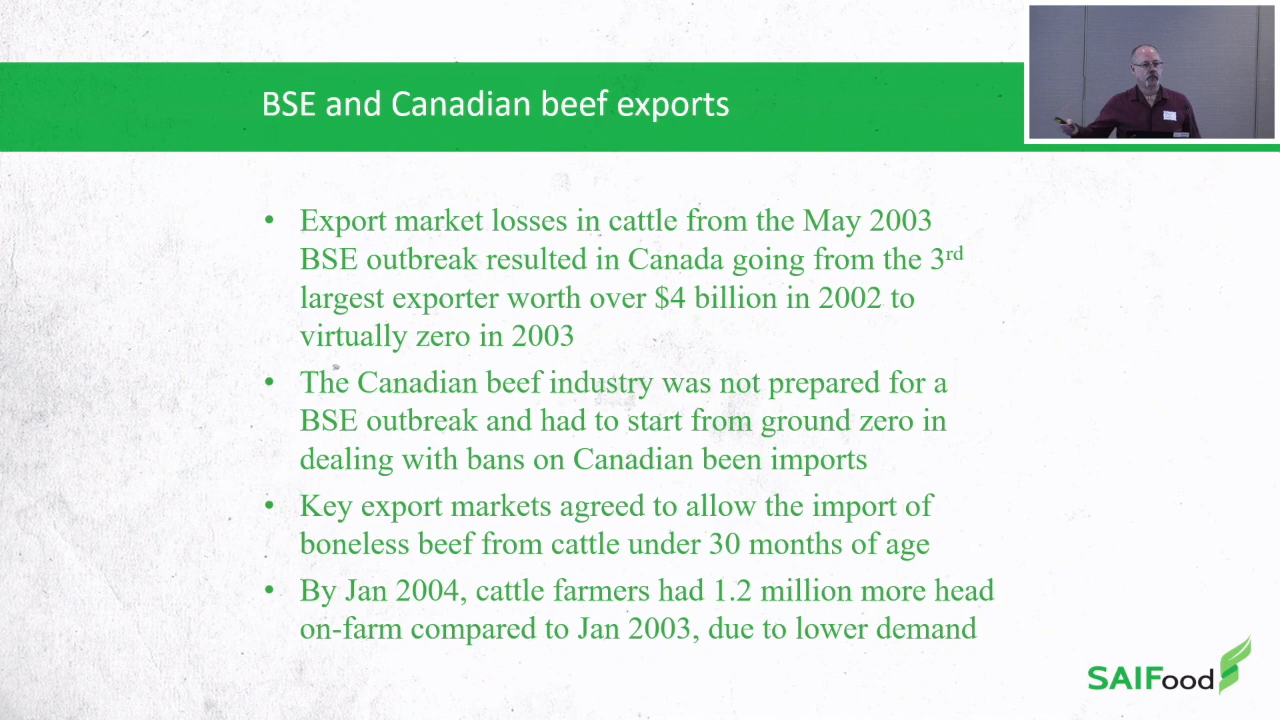 BSE and Canadian beef exports
• Export market losses in cattle from the May 2003
BSE outbreak resulted in Canada going from the 3rd
largest exporter worth over $4 billion in 2002 to
virtually zero in 2003
• The Canadian beef industry was not prepared for a
BSE outbreak and had to start from ground zero in
dealing with bans on Canadian been imports
• Key export markets agreed to allow the import of
boneless beef from cattle under 30 months of age
• By Jan 2004, cattle farmers had 1.2 million more head
on-farm compared to Jan 2003, due to lower demand
SAIFood